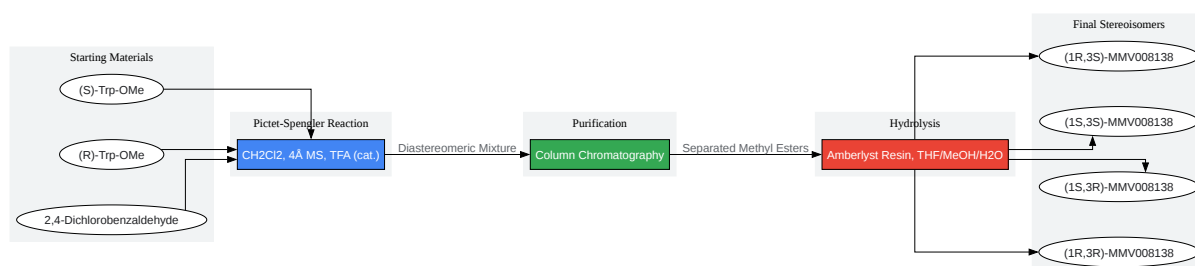 Starting Materials
(S)-Trp-OMe
(R)-Trp-OMe
2,4-Dichlorobenzaldehyde
Pictet-Spengler Reaction
CH2Cl2, 4Å MS, TFA (cat.)
Diastereomeric Mixture
Purification
Column Chromatography
Separated Methyl Esters
Hydrolysis
Amberlyst Resin, THF/MeOH/H2O
Final Stereoisomers
(1R,3S)-MMV008138
(1S,3S)-MMV008138
(1S,3R)-MMV008138
(1R,3R)-MMV008138